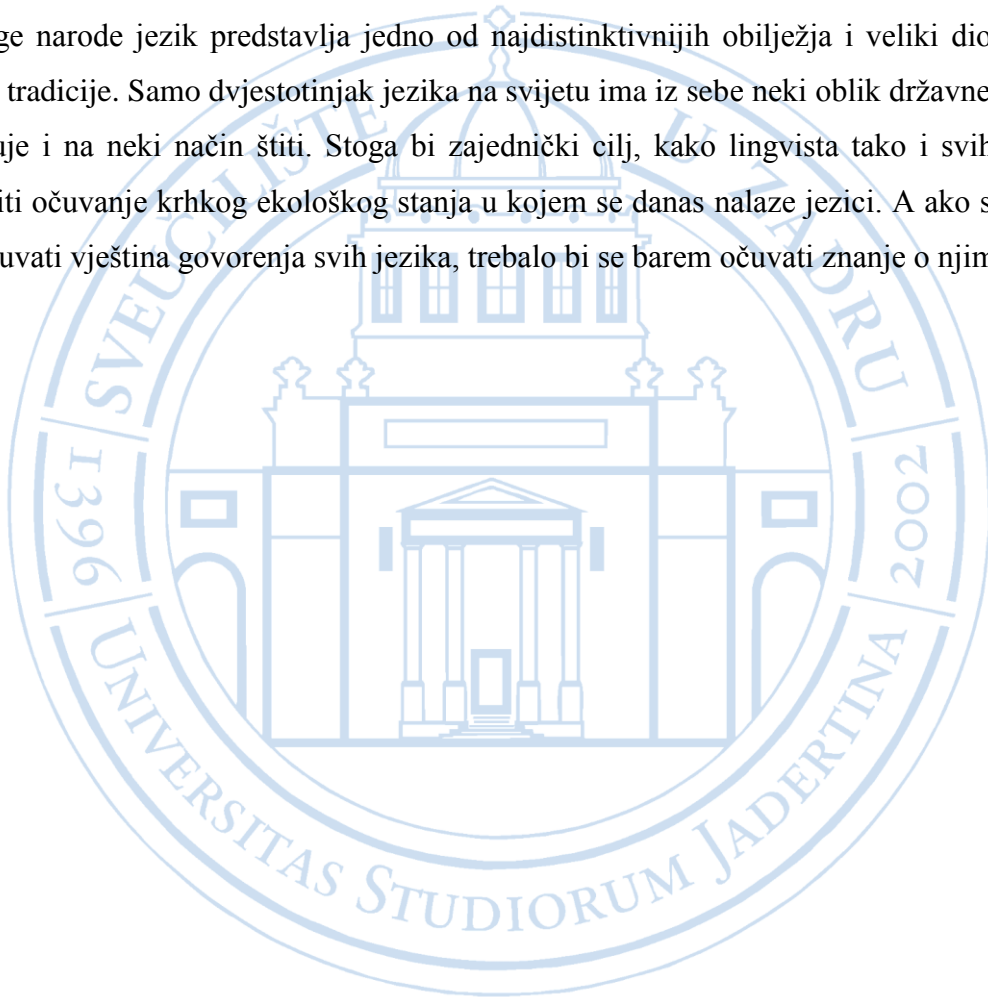 ge narode jezik predstavlja jedno od najdistinktivnijih obilježja i veliki dio
tradicije. Samo dvjestotinjak jezika na svijetu ima iz sebe neki oblik državne
uje i na neki način štiti. Stoga bi zajednički cilj, kako lingvista tako i svih
iti očuvanje krhkog ekološkog stanja u kojem se danas nalaze jezici. A ako s
uvati vještina govorenja svih jezika, trebalo bi se barem očuvati znanje o njim
SVEUČILIŠTE U ZADRU
1396
2002
UNIVERSITAS STUDIORUM JADERTINA